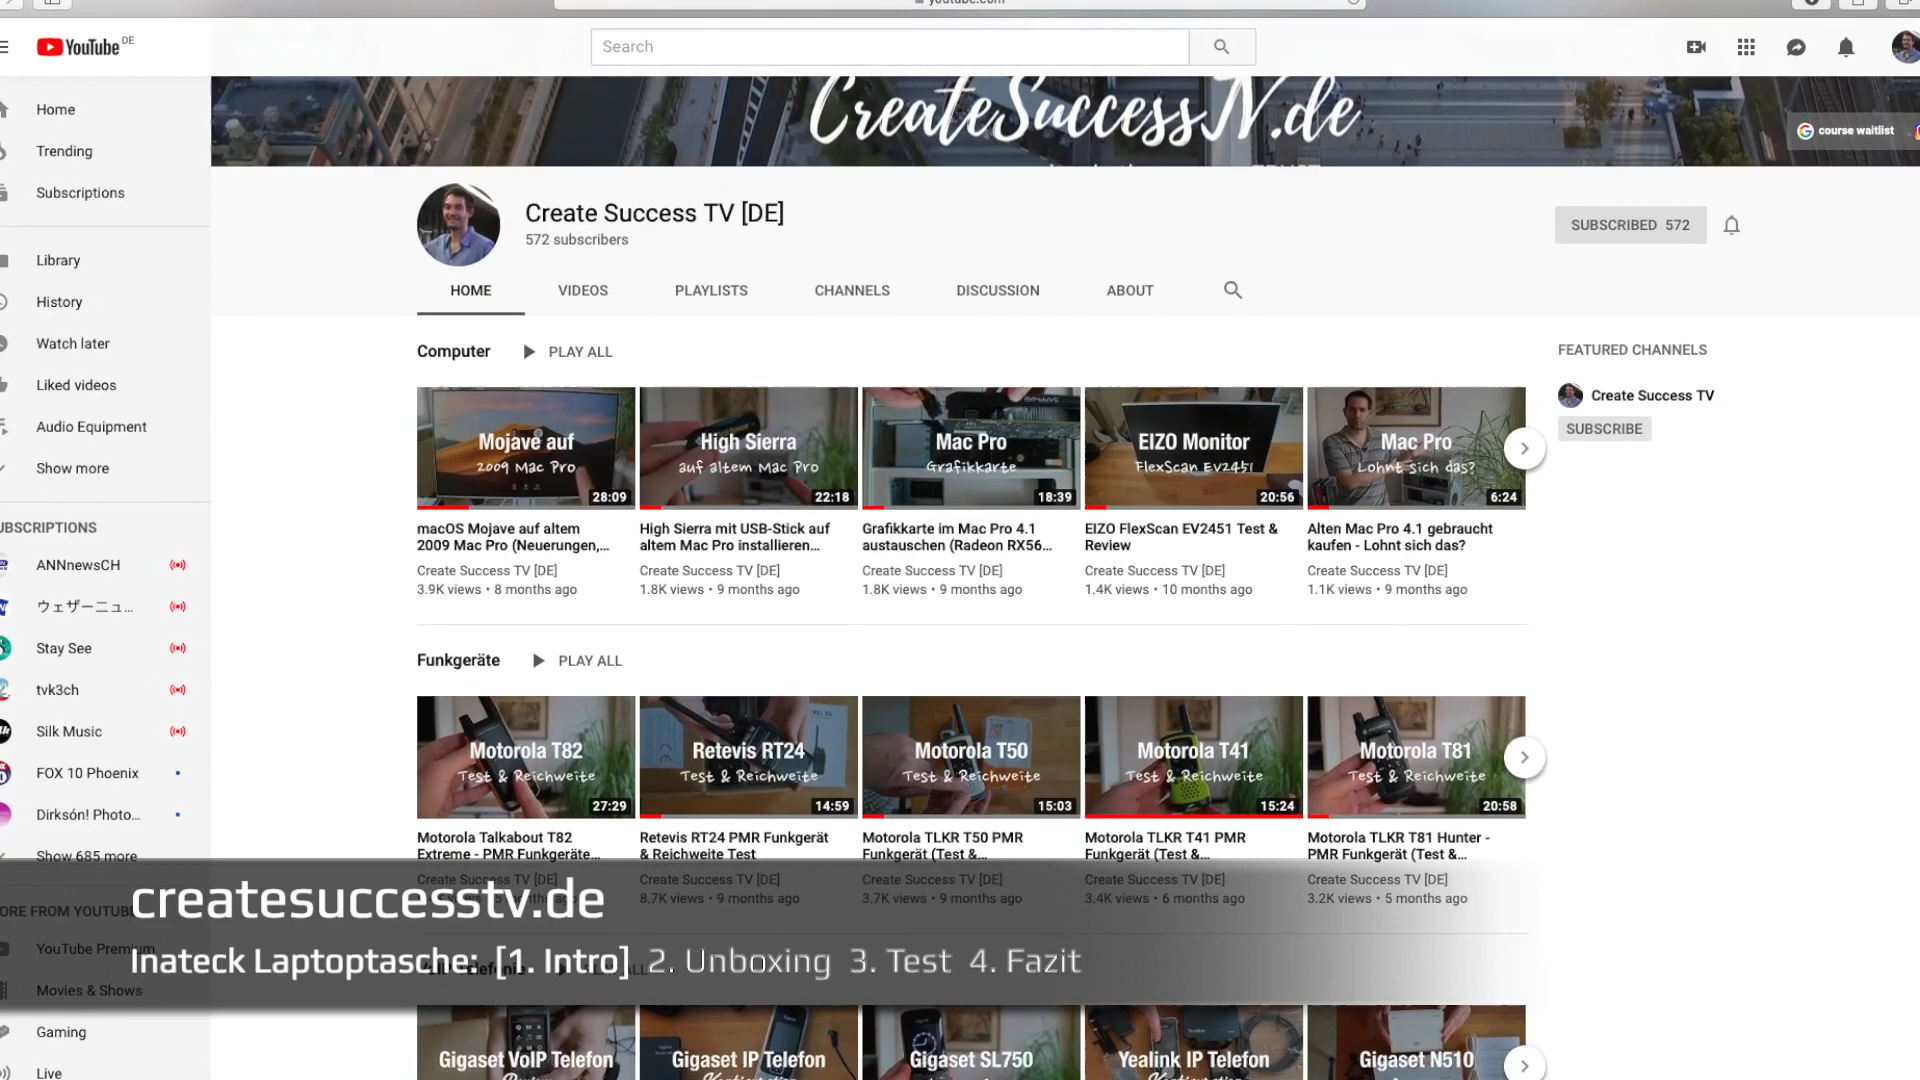 youtube.com
YouTube DE
Search
Home
Trending
Subscriptions
Library
History
Watch later
Liked videos
Audio Equipment
Show more
UBSCRIPTIONS
ANNnewsCH
ウェザーニュ...
Stay See
tvk3ch
Silk Music
FOX 10 Phoenix
Dirksón! Photo...
Show 685 more
ORE FROM YOUTUB
YouTube Premium
Movies & Shows
Gaming
Live
CreateSuccessTV.de
course waitlist
Create Success TV [DE]
572 subscribers
SUBSCRIBED 572
HOME VIDEOS PLAYLISTS CHANNELS DISCUSSION ABOUT
Computer PLAY ALL
Mojave auf
2009 Mac Pro
28:09
macOS Mojave auf altem
2009 Mac Pro (Neuerungen,...
Create Success TV [DE]
3.9K views • 8 months ago
High Sierra
auf altem Mac Pro
22:18
High Sierra mit USB-Stick auf
altem Mac Pro installieren...
Create Success TV [DE]
1.8K views • 9 months ago
Mac Pro
Grafikkarte
18:39
Grafikkarte im Mac Pro 4.1
austauschen (Radeon RX56...
Create Success TV [DE]
1.8K views • 9 months ago
EIZO Monitor
FlexScan EV2451
20:56
EIZO FlexScan EV2451 Test &
Review
Create Success TV [DE]
1.4K views • 10 months ago
Mac Pro
Lohnt sich das?
6:24
Alten Mac Pro 4.1 gebraucht
kaufen - Lohnt sich das?
Create Success TV [DE]
1.1K views • 9 months ago
FEATURED CHANNELS
Create Success TV
SUBSCRIBE
Funkgeräte PLAY ALL
Motorola T82
Test & Reichweite
27:29
Motorola Talkabout T82
Extreme - PMR Funkgeräte...
Create Success TV [DE]
Retevis RT24
Test & Reichweite
14:59
Retevis RT24 PMR Funkgerät
& Reichweite Test
Create Success TV [DE]
8.7K views • 9 months ago
Motorola T50
Test & Reichweite
15:03
Motorola TLKR T50 PMR
Funkgerät (Test &...
Create Success TV [DE]
3.7K views • 9 months ago
Motorola T41
Test & Reichweite
15:24
Motorola TLKR T41 PMR
Funkgerät (Test &...
Create Success TV [DE]
3.4K views • 6 months ago
Motorola T81
Test & Reichweite
20:58
Motorola TLKR T81 Hunter -
PMR Funkgerät (Test &...
Create Success TV [DE]
3.2K views • 5 months ago
createsuccesstv.de
Inateck Laptoptasche: [1. Intro] 2. Unboxing 3. Test 4. Fazit
Gigaset VoIP Telefon
Gigaset IP Telefon
Gigaset SL750
Yealink IP Telefon
Gigaset N510